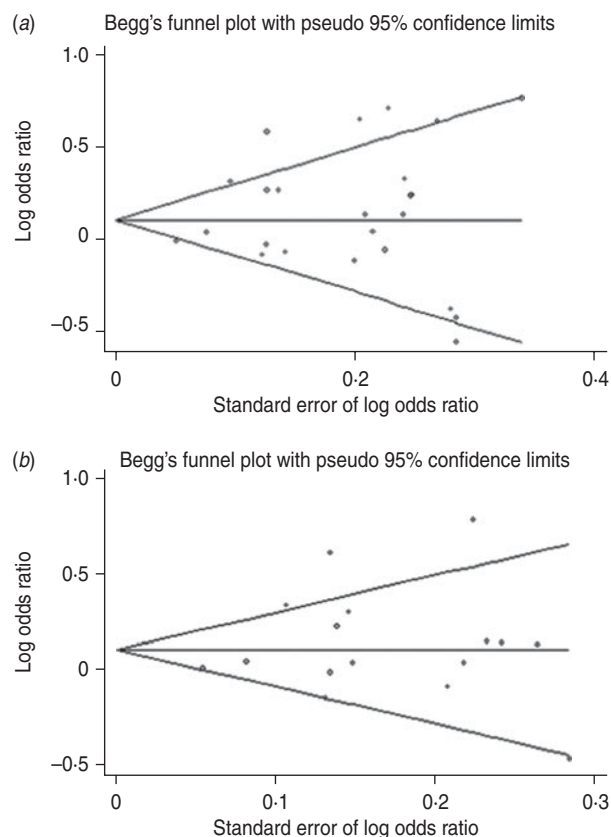 (a) Begg's funnel plot with pseudo 95% confidence limits
1·0
0·5
0
–0·5
Log odds ratio
0 0·2 0·4
Standard error of log odds ratio
(b) Begg's funnel plot with pseudo 95% confidence limits
1·0
0·5
0
–0·5
Log odds ratio
0 0·1 0·2 0·3
Standard error of log odds ratio